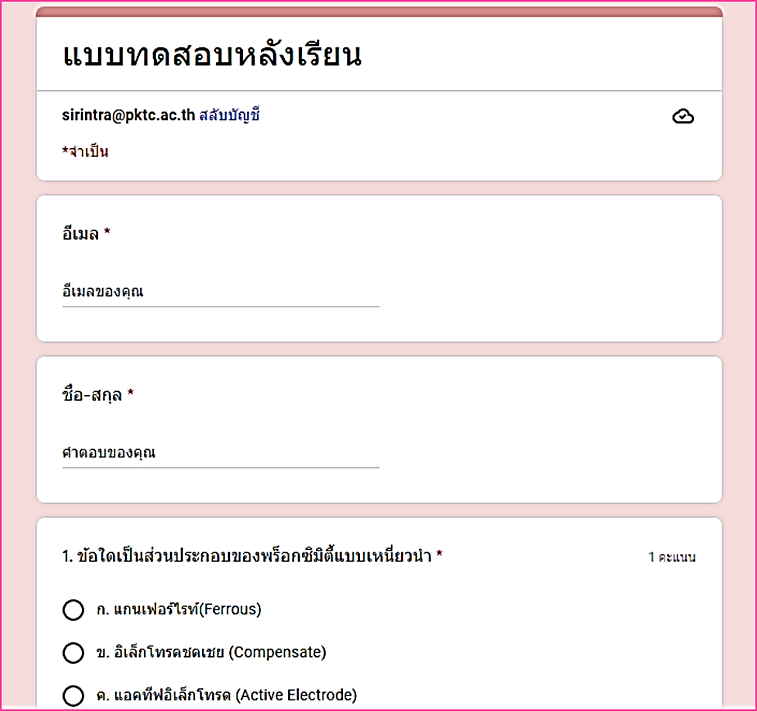 แบบทดสอบหลังเรียน
sirintra@pktc.ac.th สลับบัญชี
*จำเป็น
อีเมล *
อีเมลของคุณ
ชื่อ-สกุล *
คำตอบของคุณ
1. ข้อใดเป็นส่วนประกอบของพร็อกซิมิตี้แบบเหนี่ยวนำ * 1 คะแนน
ก. แกนเฟอร์ไรท์(Ferrous)
ข. อิเล็กโทรดชดเชย (Compensate)
ค. แอคทีฟอิเล็กโทรด (Active Electrode)